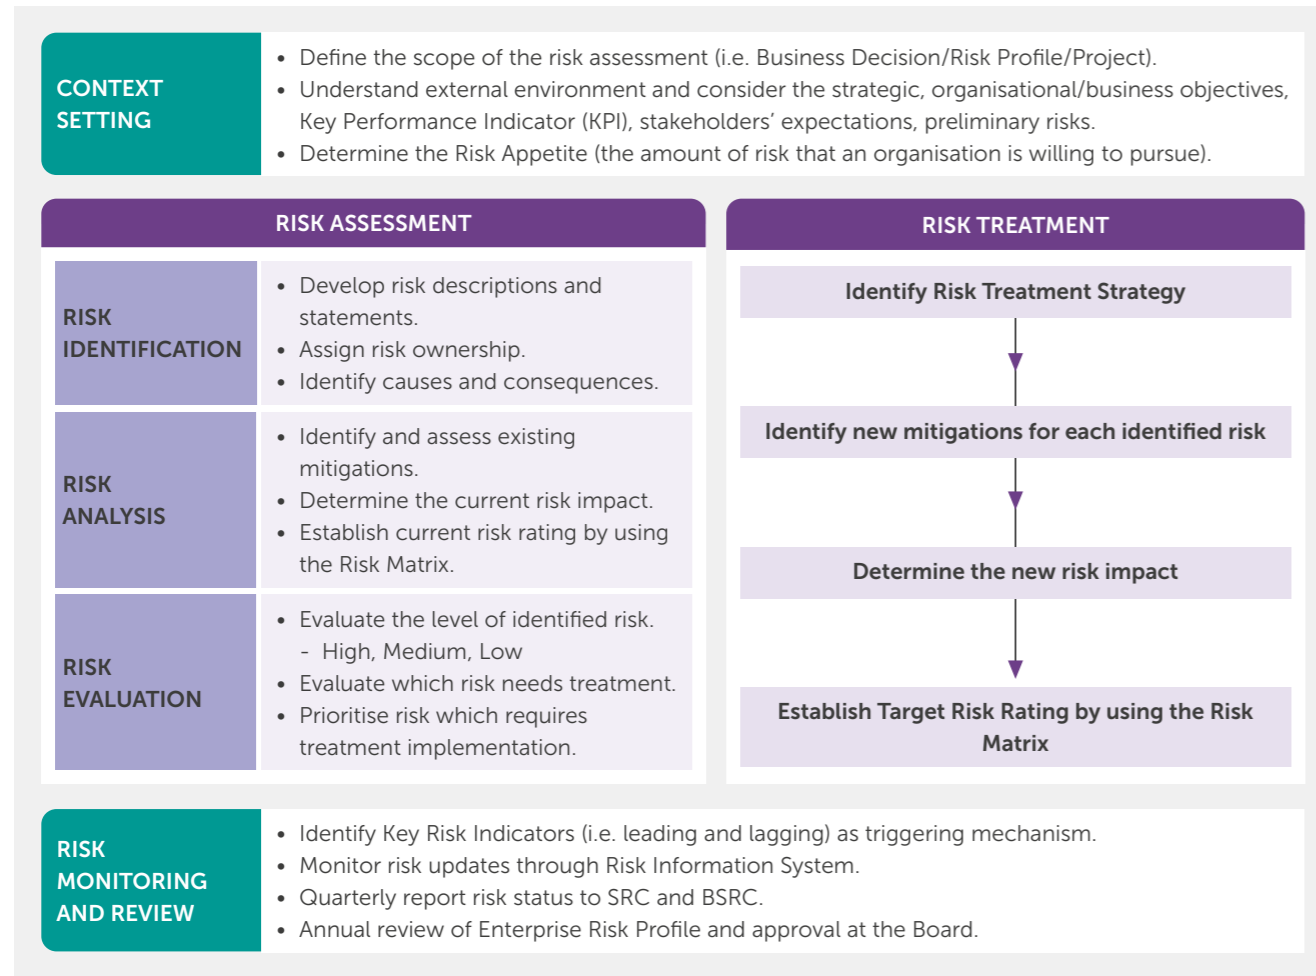 CONTEXT
SETTING
• Define the scope of the risk assessment (i.e. Business Decision/Risk Profile/Project).
• Understand external environment and consider the strategic, organisational/business objectives,
Key Performance Indicator (KPI), stakeholders’ expectations, preliminary risks.
• Determine the Risk Appetite (the amount of risk that an organisation is willing to pursue).
RISK ASSESSMENT
RISK
IDENTIFICATION
• Develop risk descriptions and
statements.
• Assign risk ownership.
• Identify causes and consequences.
RISK
ANALYSIS
• Identify and assess existing
mitigations.
• Determine the current risk impact.
• Establish current risk rating by using
the Risk Matrix.
RISK
EVALUATION
• Evaluate the level of identified risk.
- High, Medium, Low
• Evaluate which risk needs treatment.
• Prioritise risk which requires
treatment implementation.
RISK TREATMENT
Identify Risk Treatment Strategy
Identify new mitigations for each identified risk
Determine the new risk impact
Establish Target Risk Rating by using the Risk
Matrix
RISK
MONITORING
AND REVIEW
• Identify Key Risk Indicators (i.e. leading and lagging) as triggering mechanism.
• Monitor risk updates through Risk Information System.
• Quarterly report risk status to SRC and BSRC.
• Annual review of Enterprise Risk Profile and approval at the Board.